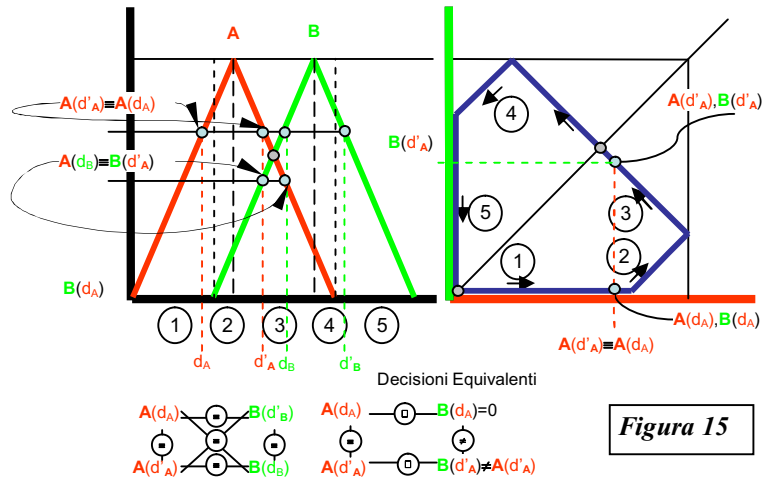 A
B
A(d'A)≡A(dA)
A(dB)≡B(d'A)
B(dA)
1
2
3
4
5
dA
d'A
dB
d'B
B(d'A)
A(d'A),B(d'A)
4
5
3
1
2
A(dA),B(dA)
A(d'A)≡A(dA)
Decisioni Equivalenti
A(dA) = B(d'B)
= = =
A(d'A) = B(dB)
A(dA) B(dA)=0
= ≠
A(d'A) B(d'A)≠A(d'A)
Figura 15